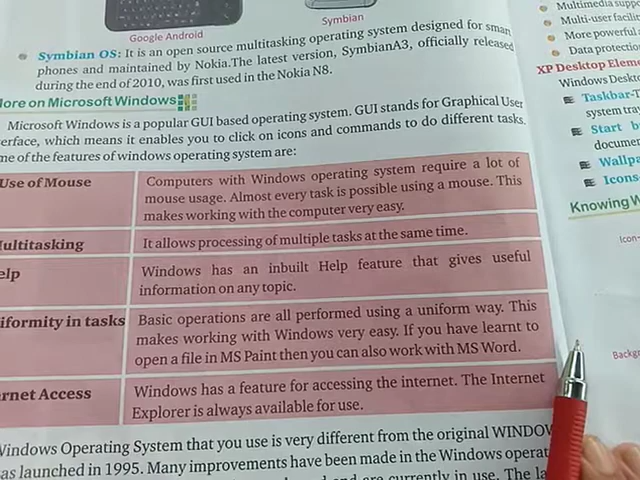 Google Android
Symbian
Symbian OS: It is an open source multitasking operating system designed for smar
phones and maintained by Nokia.The latest version, SymbianA3, officially released
during the end of 2010, was first used in the Nokia N8.
More on Microsoft Windows
Microsoft Windows is a popular GUI based operating system. GUI stands for Graphical User
erface, which means it enables you to click on icons and commands to do different tasks.
me of the features of windows operating system are:
Use of Mouse
Computers with Windows operating system require a lot of
mouse usage. Almost every task is possible using a mouse. This
makes working with the computer very easy.
ultitasking
It allows processing of multiple tasks at the same time.
elp
Windows has an inbuilt Help feature that gives useful
information on any topic.
iformity in tasks
Basic operations are all performed using a uniform way. This
makes working with Windows very easy. If you have learnt to
open a file in MS Paint then you can also work with MS Word.
ernet Access
Windows has a feature for accessing the internet. The Internet
Explorer is always available for use.
Windows Operating System that you use is very different from the original WINDOW
as launched in 1995. Many improvements have been made in the Windows operat
are currently in use. The la
Multimedia supp
Multi-user facili
More powerful
Data protectio
XP Desktop Eleme
Windows Deskt
Taskbar-T
system tra
Start b
documen
Wallpa
Icons-
Knowing W
Icon-
Backg